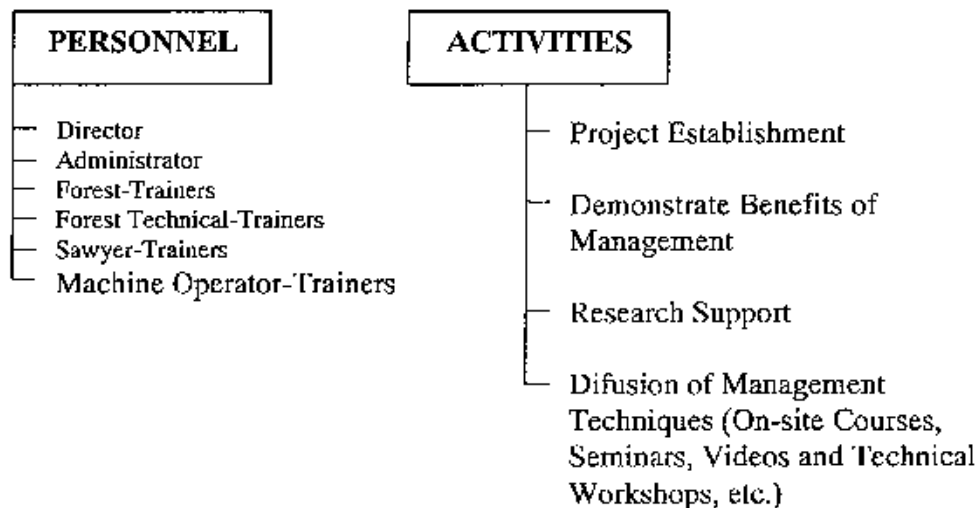 PERSONNEL
Director
Administrator
Forest-Trainers
Forest Technical-Trainers
Sawyer-Trainers
Machine Operator-Trainers
ACTIVITIES
Project Establishment
Demonstrate Benefits of
Management
Research Support
Difusion of Management
Techniques (On-site Courses,
Seminars, Videos and Technical
Workshops, etc.)